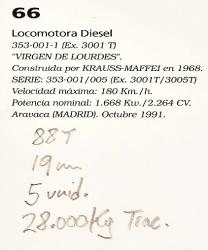 66
Locomotora Diesel
353-001-1 (Ex. 3001 T)
"VIRGEN DE LOURDES".
Construida por KRAUSS-MAFFEI en 1968.
SERIE: 353-001/005 (Ex. 3001T/3005T)
Velocidad máxima: 180 Km./h.
Potencia nominal: 1.668 Kw./2.264 CV.
Aravaca (MADRID). Octubre 1991.
88T
19 m
5 unid.
28.000 Kg Trac.